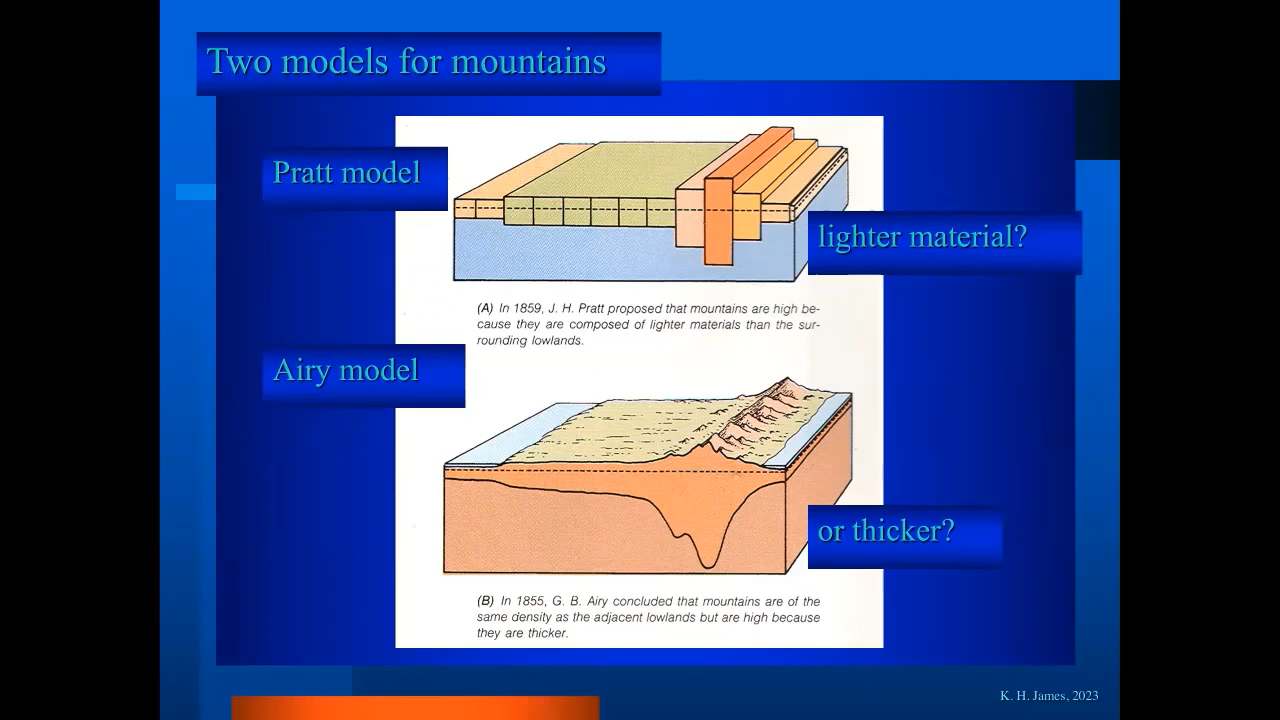 Two models for mountains
Pratt model
lighter material?
(A) In 1859, J. H. Pratt proposed that mountains are high be-
cause they are composed of lighter materials than the sur-
rounding lowlands.
Airy model
or thicker?
(B) In 1855, G. B. Airy concluded that mountains are of the
same density as the adjacent lowlands but are high because
they are thicker.
K. H. James, 2023